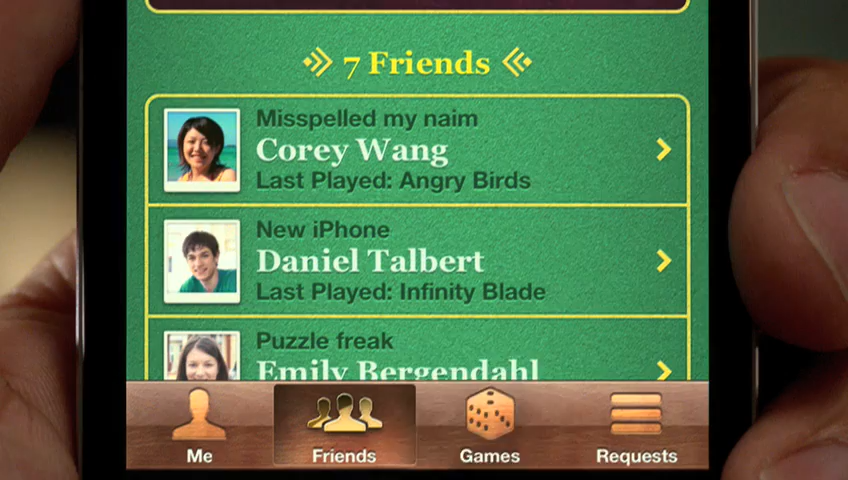 7 Friends
Misspelled my naim
Corey Wang
Last Played: Angry Birds
New iPhone
Daniel Talbert
Last Played: Infinity Blade
Puzzle freak
Emily Bergendahl
Me
Friends
Games
Requests